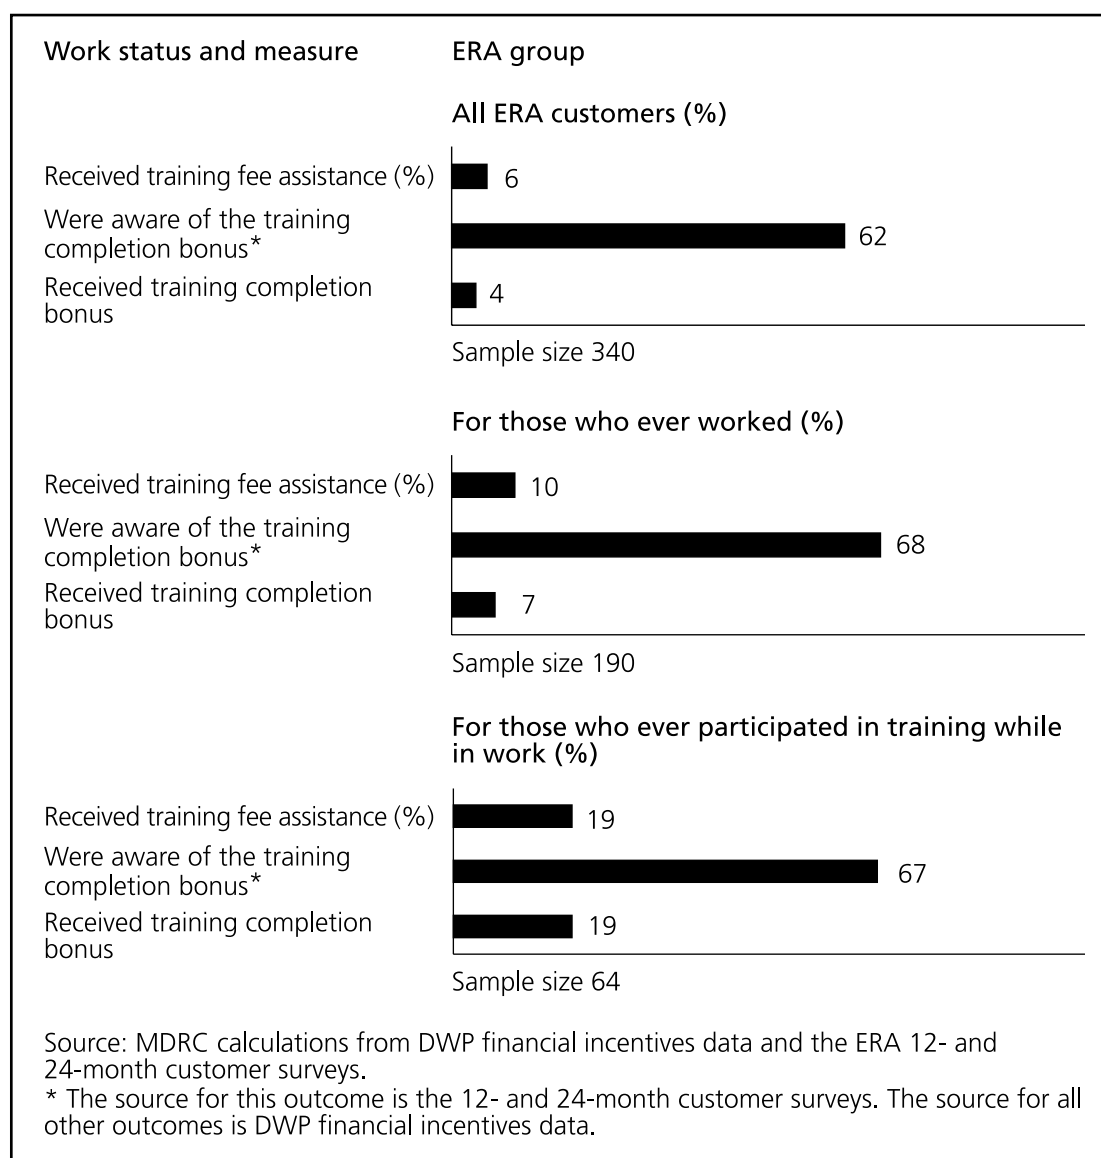 Work status and measure
ERA group
All ERA customers (%)
Received training fee assistance (%)
6
Were aware of the training
completion bonus*
62
Received training completion
bonus
4
Sample size 340
For those who ever worked (%)
Received training fee assistance (%)
10
Were aware of the training
completion bonus*
68
Received training completion
bonus
7
Sample size 190
For those who ever participated in training while
in work (%)
Received training fee assistance (%)
19
Were aware of the training
completion bonus*
67
Received training completion
bonus
19
Sample size 64
Source: MDRC calculations from DWP financial incentives data and the ERA 12- and
24-month customer surveys.
* The source for this outcome is the 12- and 24-month customer surveys. The source for all
other outcomes is DWP financial incentives data.